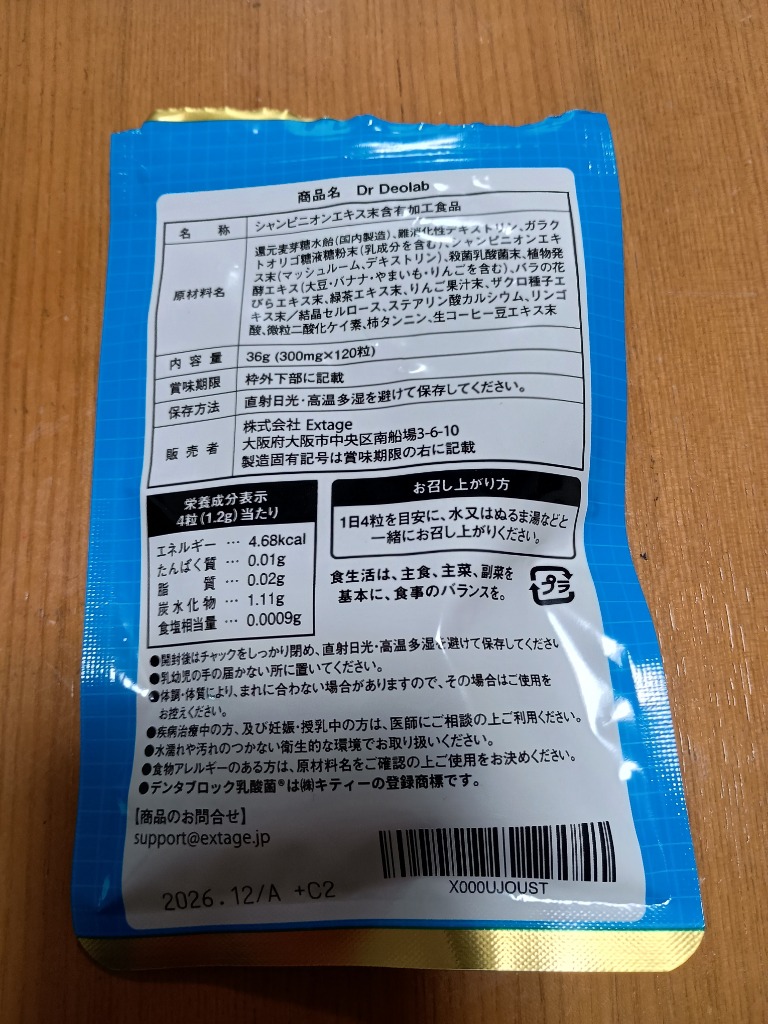 商品名 Dr Deolab
名称 シャンピニオンエキス末含有加工食品
原材料名
還元麦芽糖水飴(国内製造)、難消化性デキストリン、ガラク
トオリゴ糖液糖粉末(乳成分を含む)、シャンピニオンエキ
ス末(マッシュルーム、デキストリン)、殺菌乳酸菌末、植物発
酵エキス(大豆・バナナ・やまいも・りんごを含む)、バラの花
びらエキス末、緑茶エキス末、りんご果汁末、ザクロ種子エ
キス末/結晶セルロース、ステアリン酸カルシウム、リンゴ
酸、微粒二酸化ケイ素、柿タンニン、生コーヒー豆エキス末
内容量 36g (300mg×120粒)
賞味期限 枠外下部に記載
保存方法 直射日光・高温多湿を避けて保存してください。
販売者
株式会社 Extage
大阪府大阪市中央区南船場3-6-10
製造固有記号は賞味期限の右に記載
栄養成分表示
4粒(1.2g)当たり
エネルギー … 4.68kcal
たんぱく質 … 0.01g
脂質 … 0.02g
炭水化物 … 1.11g
食塩相当量 … 0.0009g
お召し上がり方
1日4粒を目安に、水又はぬるま湯などと
一緒にお召し上がりください。
食生活は、主食、主菜、副菜を
基本に、食事のバランスを。
プラ
●開封後はチャックをしっかり閉め、直射日光・高温多湿を避けて保存してください
●乳幼児の手の届かない所に置いてください。
●体調・体質により、まれに合わない場合がありますので、その場合はご使用を
お控えください。
●疾病治療中の方、及び妊娠・授乳中の方は、医師にご相談の上ご利用ください。
●水濡れや汚れのつかない衛生的な環境でお取り扱いください。
●食物アレルギーのある方は、原材料名をご確認の上ご使用をお決めください。
●デンタブロック乳酸菌®は㈱キティーの登録商標です。
【商品のお問合せ】
support@extage.jp
X000UJOUST
2026.12/A +C2